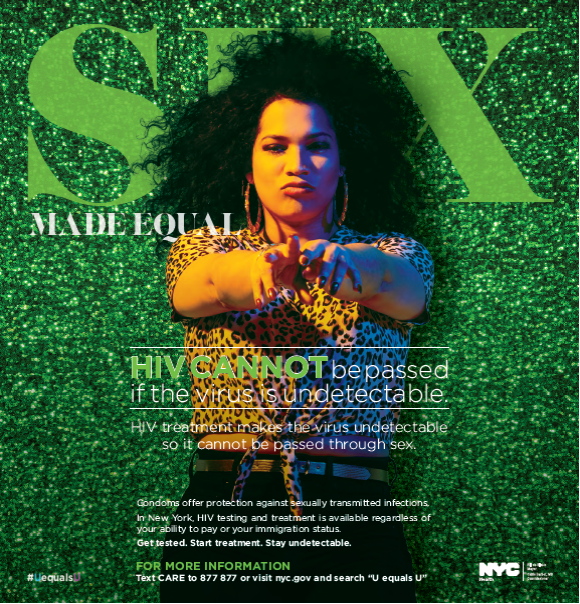 SEX
MADE EQUAL
HIV CANNOT be passed
if the virus is undetectable.
HIV treatment makes the virus undetectable
so it cannot be passed through sex.
Condoms offer protection against sexually transmitted infections.
In New York, HIV testing and treatment is available regardless of
your ability to pay or your immigration status.
Get tested. Start treatment. Stay undetectable.
FOR MORE INFORMATION
Text CARE to 877 877 or visit nyc.gov and search "U equals U"
#UequalsU
NYC
Health